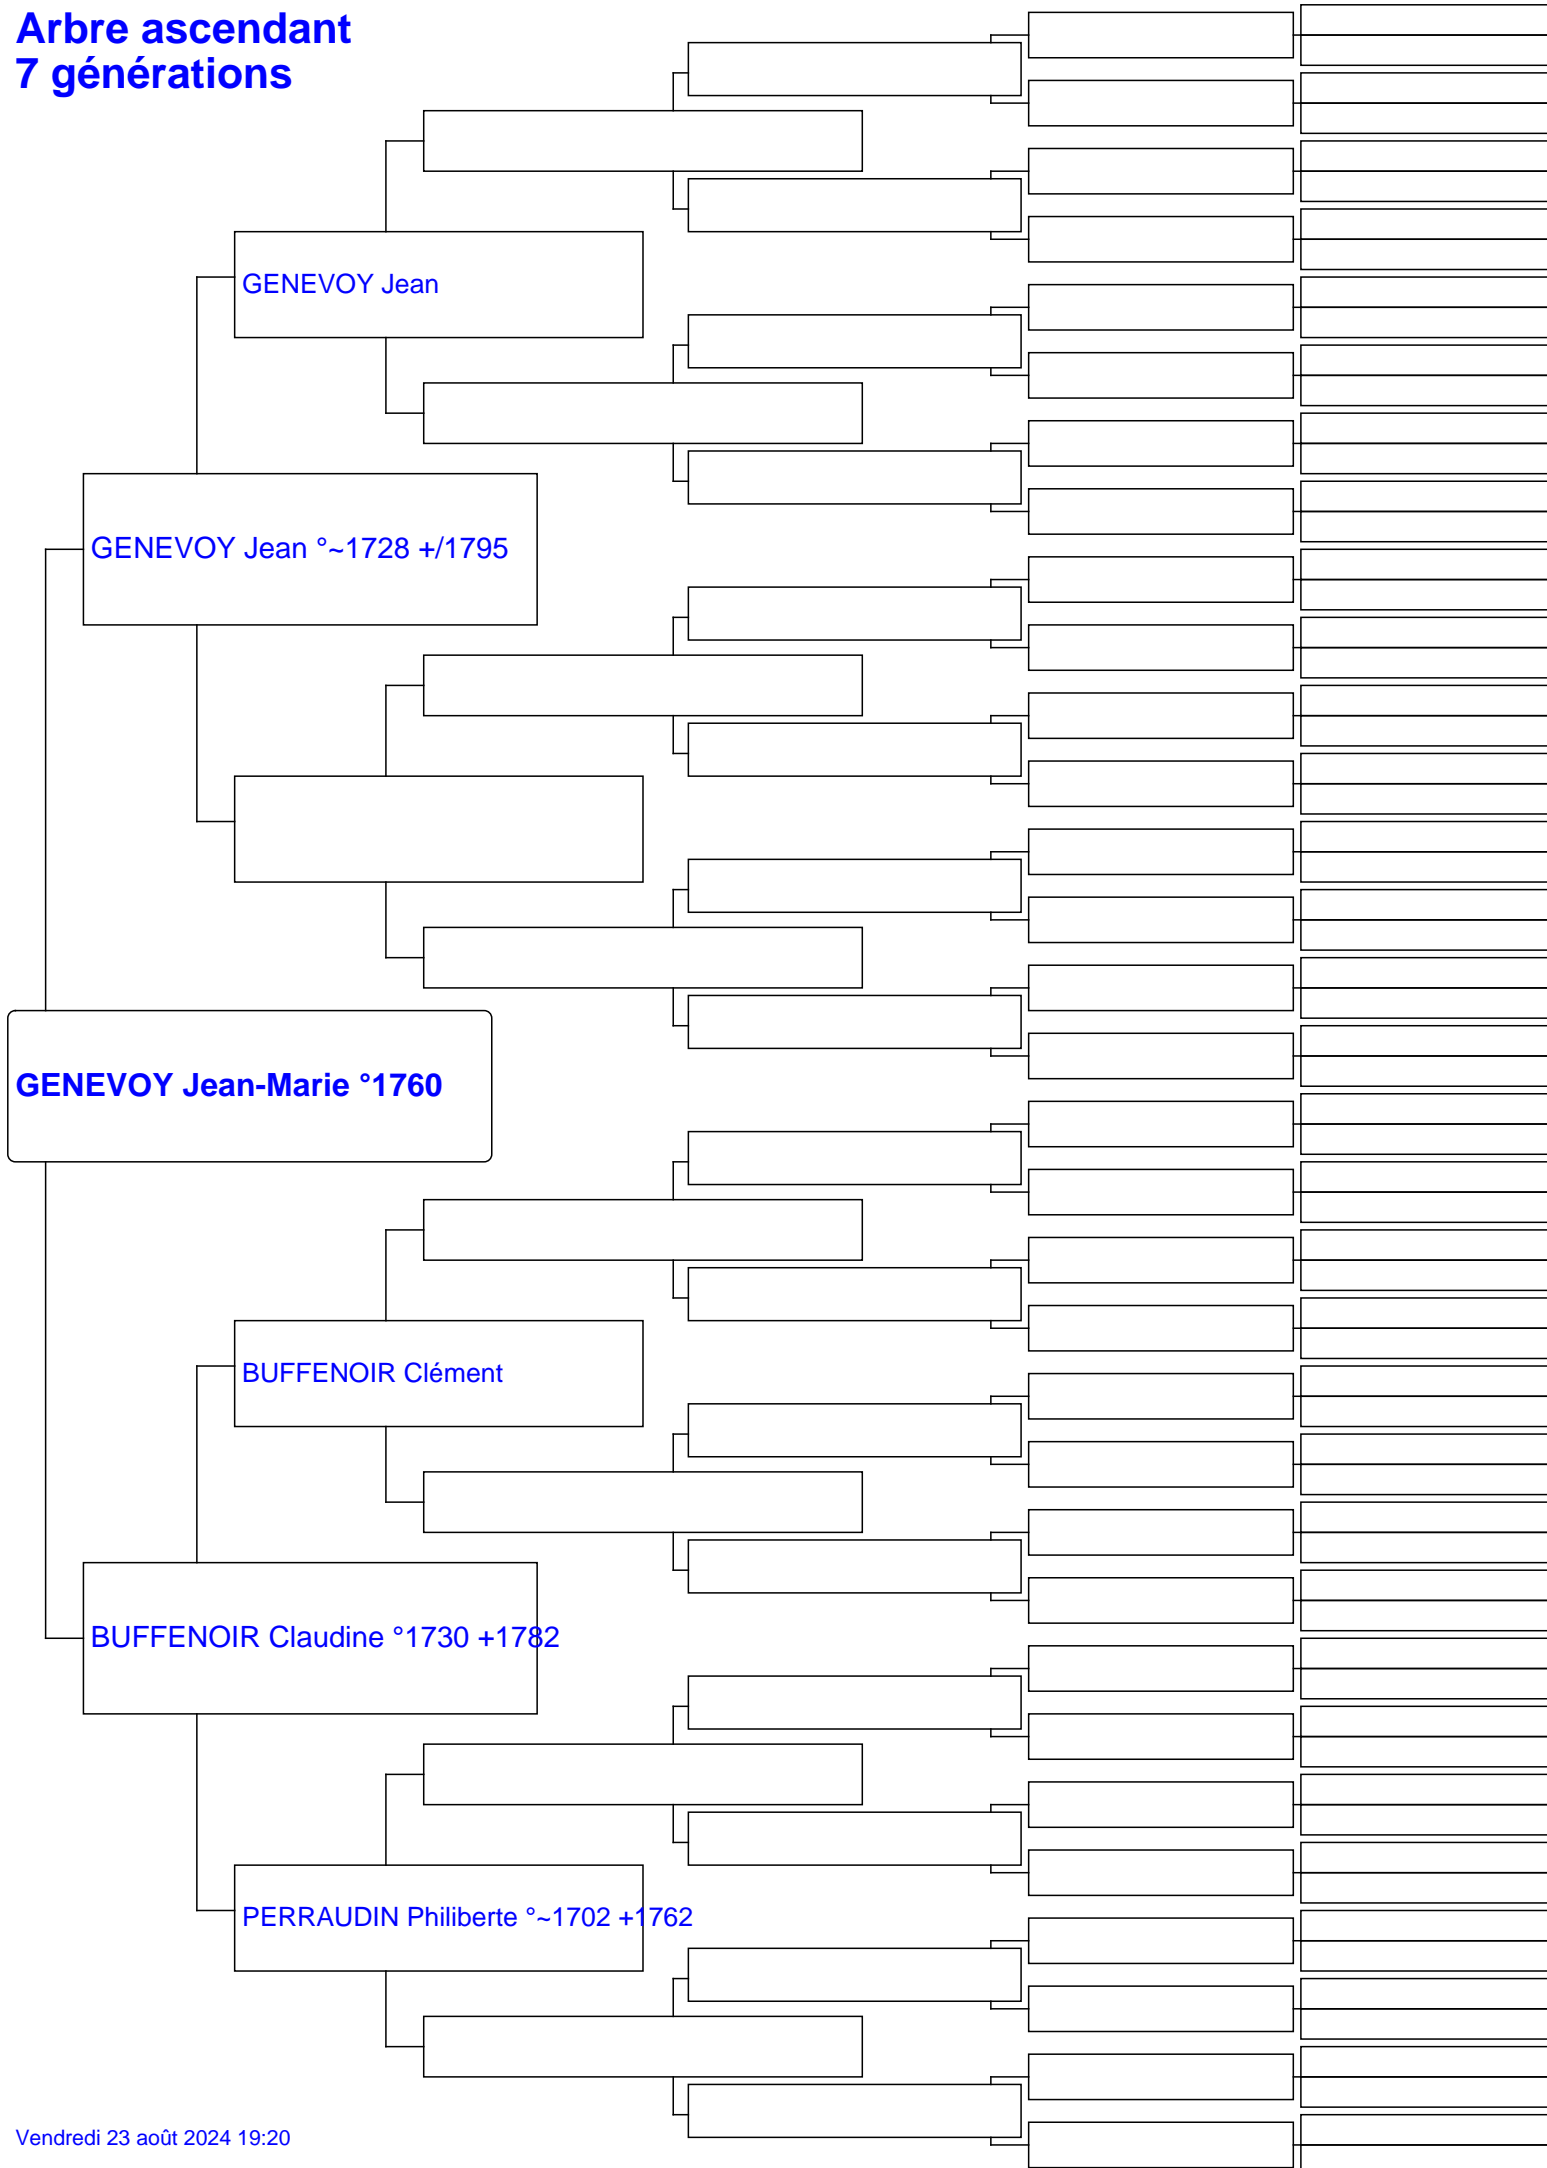 Arbre ascendant
7 générations
GENEVOY Jean
GENEVOY Jean °~1728 +/1795
GENEVOY Jean-Marie °1760
BUFFENOIR Clément
BUFFENOIR Claudine °1730 +1782
PERRAUDIN Philiberte °~1702 +1762
Vendredi 23 août 2024 19:20